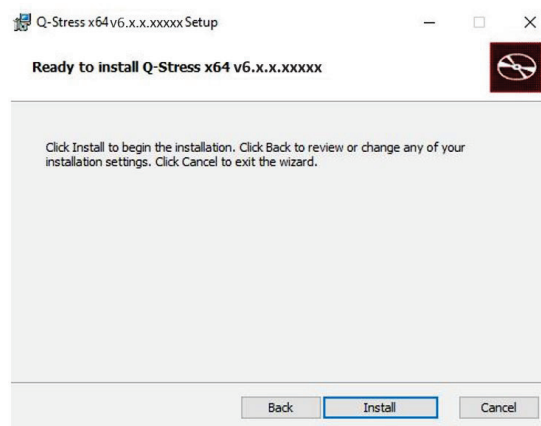 Q-Stress x64 v6.x.x.xxxxx Setup
Ready to install Q-Stress x64 v6.x.x.xxxxx
Click Install to begin the installation. Click Back to review or change any of your
installation settings. Click Cancel to exit the wizard.
Back Install Cancel